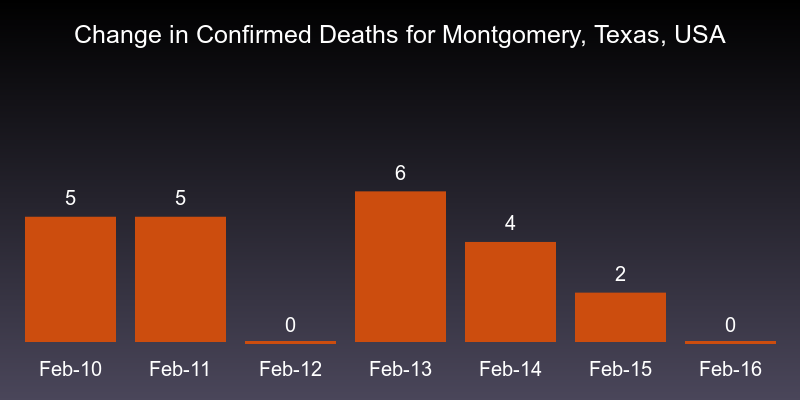 Change in Confirmed Deaths for Montgomery, Texas, USA
5 5 0 6 4 2 0
Feb-10 Feb-11 Feb-12 Feb-13 Feb-14 Feb-15 Feb-16